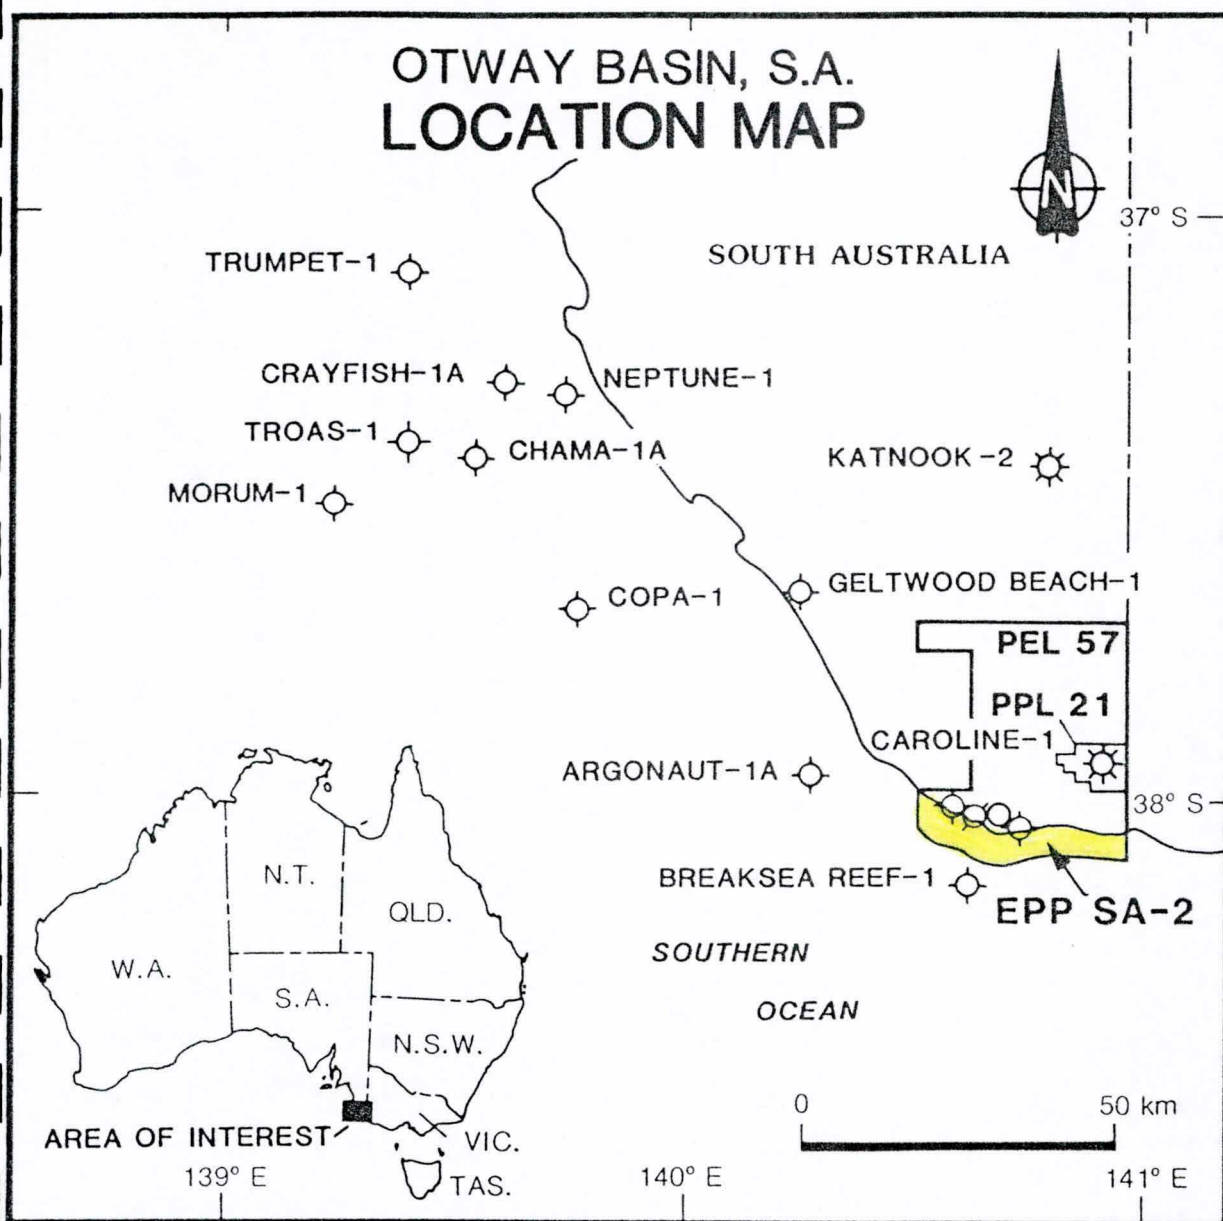 OTWAY BASIN, S.A.
LOCATION MAP
N
37° S
SOUTH AUSTRALIA
TRUMPET-1
CRAYFISH-1A
NEPTUNE-1
TROAS-1
CHAMA-1A
KATNOOK-2
MORUM-1
GELTWOOD BEACH-1
COPA-1
PEL 57
PPL 21
CAROLINE-1
ARGONAUT-1A
38° S
BREAKSEA REEF-1
EPP SA-2
SOUTHERN
OCEAN
N.T.
QLD.
W.A.
S.A.
N.S.W.
0 50 km
AREA OF INTEREST
VIC.
TAS.
139° E
140° E
141° E